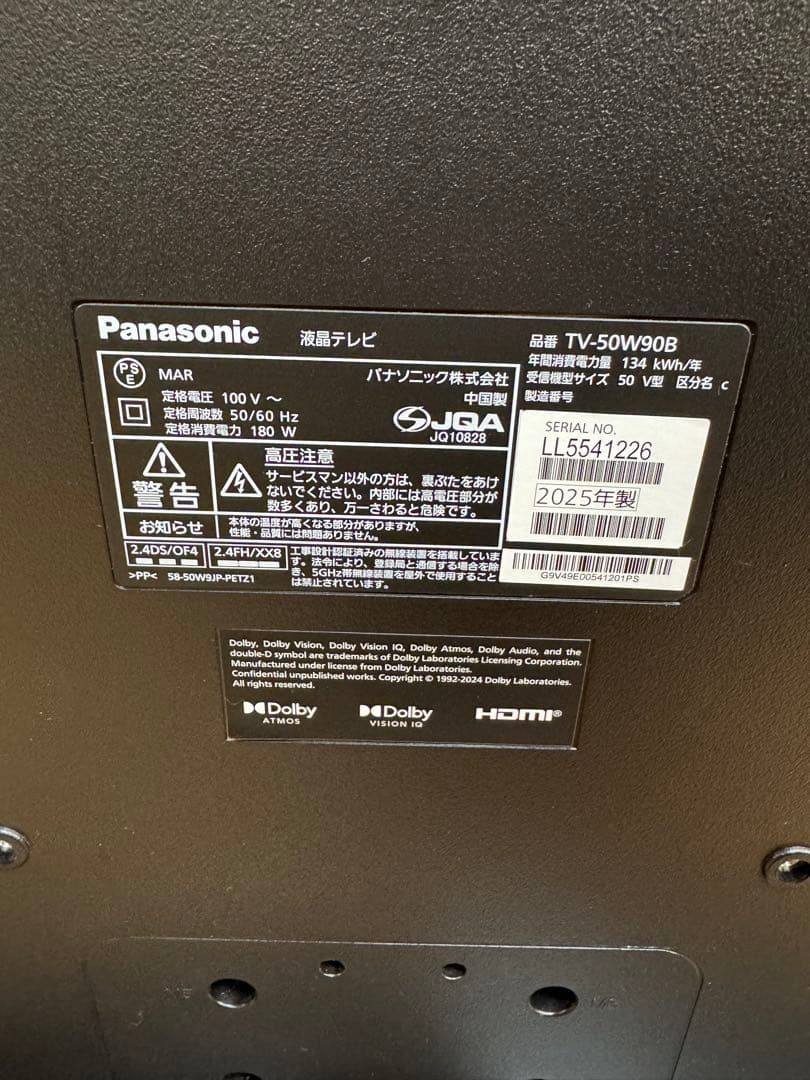 Panasonic 液晶テレビ
品番 TV-50W90B
年間消費電力量 134 kWh/年
受信機型サイズ 50 V型 区分名 c
製造番号
PS
E
MAR
パナソニック株式会社
中国製
定格電圧 100 V ～
定格周波数 50/60 Hz
定格消費電力 180 W
JQA
JQ10828
SERIAL NO.
LL5541226
2025年製
警告
高圧注意
サービスマン以外の方は、裏ぶたをあけ
ないでください。内部には高電圧部分が
数多くあり、万一さわると危険です。
お知らせ
本体の温度が高くなる部分がありますが、
性能・品質には問題ありません。
2.4DS/OF4
2.4FH/XX8
工事設計認証済みの無線装置を搭載していま
す。法令により、登録局と通信する場合を除
き、5GHz帯無線装置を屋外で使用すること
は禁止されています。
>PP< 58-50W9JP-PETZ1
G9V49E00541201PS
Dolby, Dolby Vision, Dolby Vision IQ, Dolby Atmos, Dolby Audio, and the
double-D symbol are trademarks of Dolby Laboratories Licensing Corporation.
Manufactured under license from Dolby Laboratories.
Confidential unpublished works. Copyright © 1992-2024 Dolby Laboratories.
All rights reserved.
Dolby
ATMOS
Dolby
VISION IQ
HDMI®